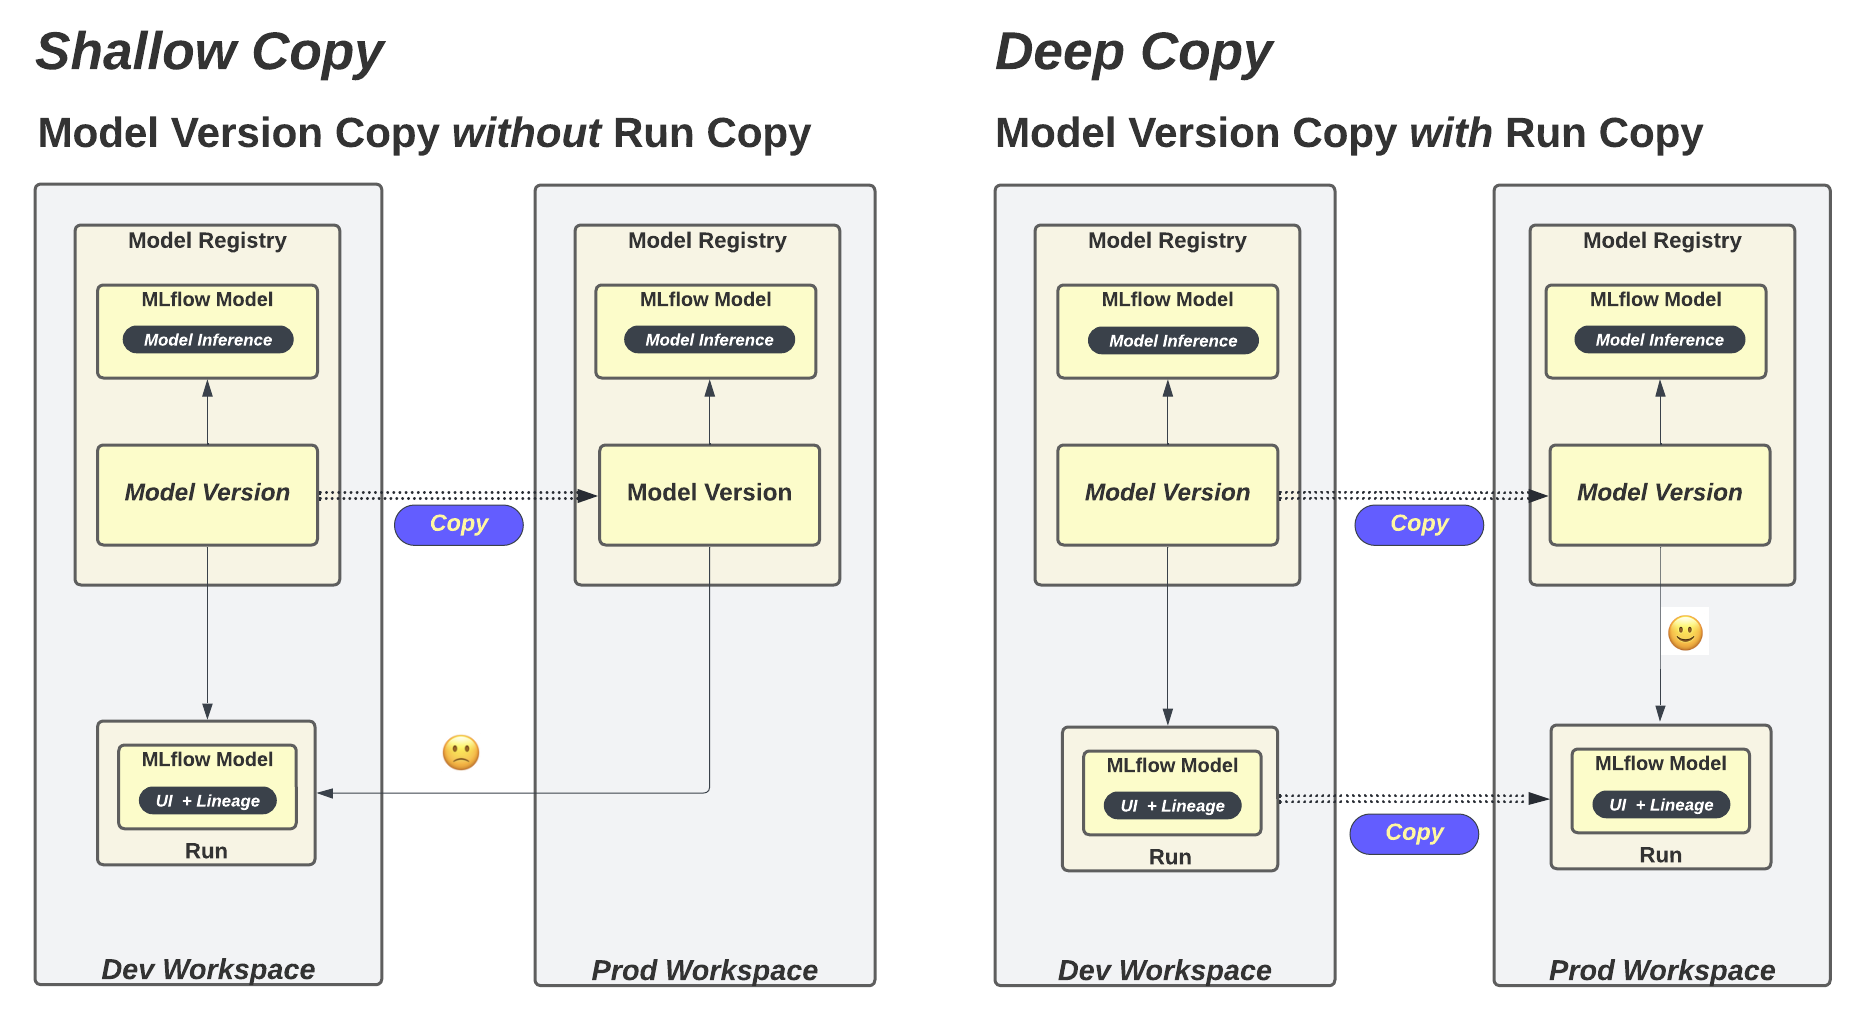 Shallow Copy
Model Version Copy without Run Copy
Model Registry
MLflow Model
Model Inference
Model Version
Copy
MLflow Model
UI + Lineage
Run
Dev Workspace
Model Registry
MLflow Model
Model Inference
Model Version
Prod Workspace
Deep Copy
Model Version Copy with Run Copy
Model Registry
MLflow Model
Model Inference
Model Version
Copy
MLflow Model
UI + Lineage
Run
Copy
Dev Workspace
Model Registry
MLflow Model
Model Inference
Model Version
MLflow Model
UI + Lineage
Run
Prod Workspace